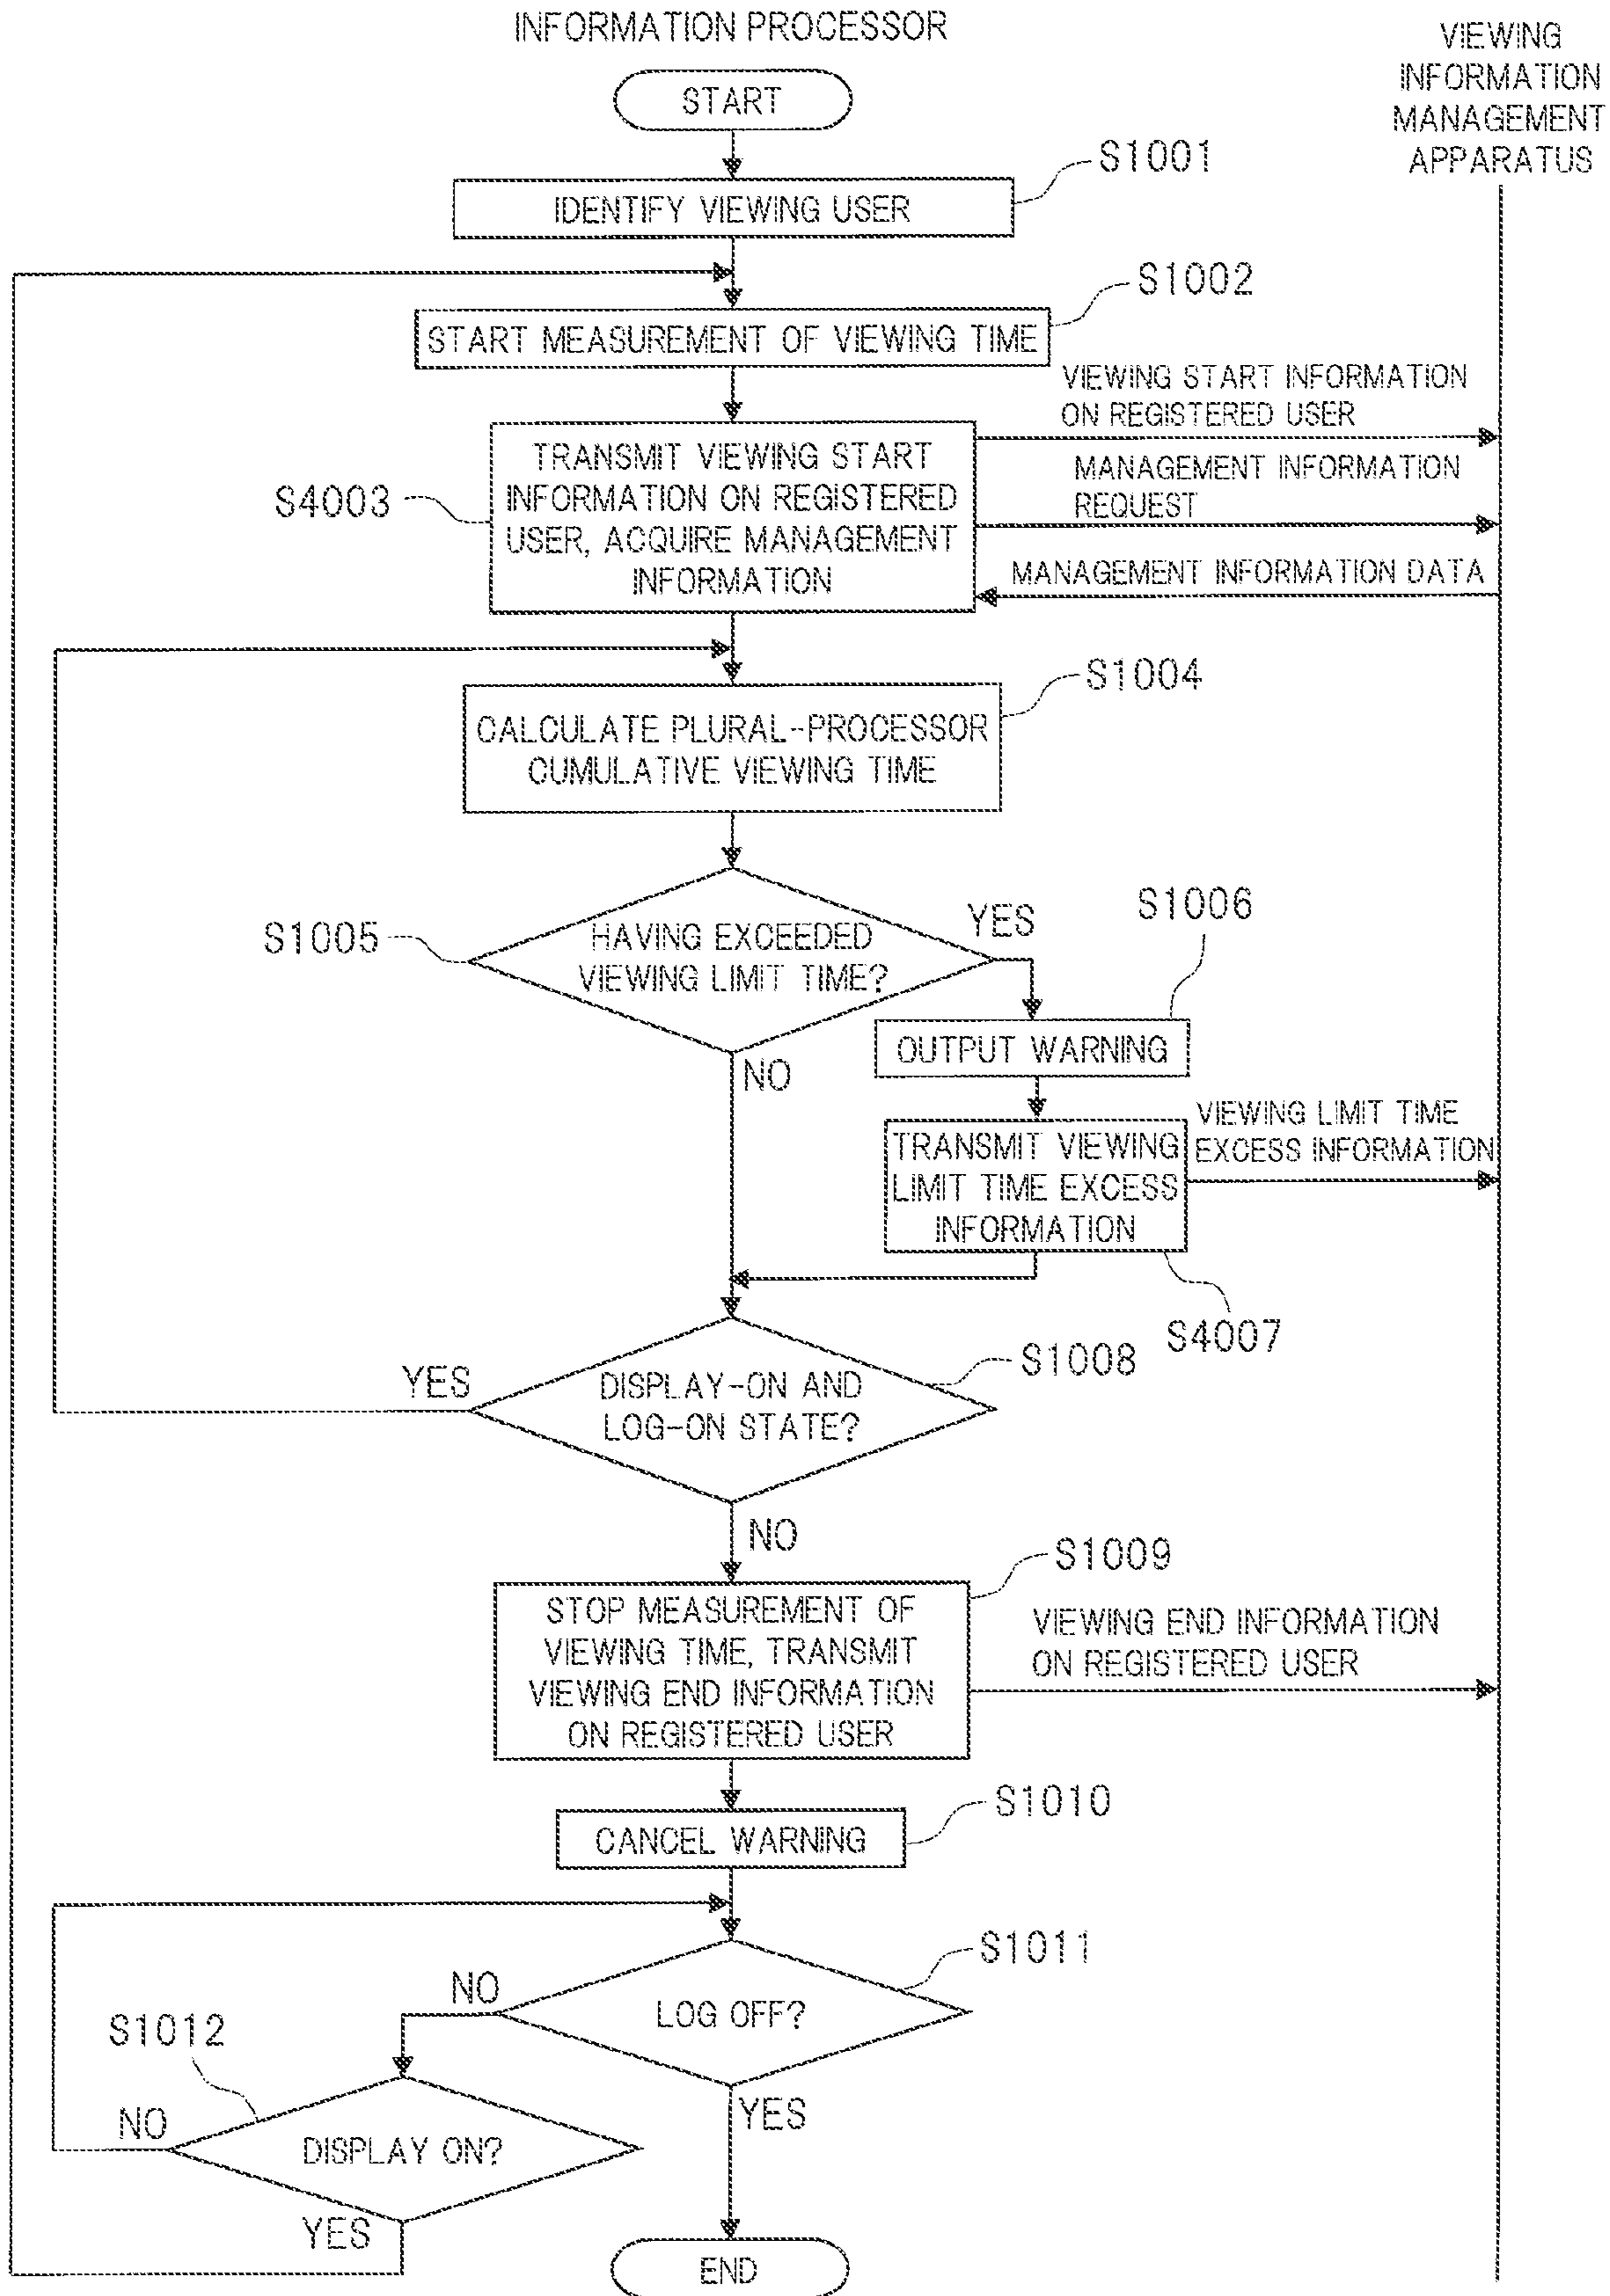 INFORMATION PROCESSOR
VIEWING
INFORMATION
MANAGEMENT
APPARATUS
START
S1001
IDENTIFY VIEWING USER
S1002
START MEASUREMENT OF VIEWING TIME
VIEWING START INFORMATION
ON REGISTERED USER
S4003
TRANSMIT VIEWING START
INFORMATION ON REGISTERED
USER, ACQUIRE MANAGEMENT
INFORMATION
MANAGEMENT INFORMATION
REQUEST
MANAGEMENT INFORMATION DATA
S1004
CALCULATE PLURAL-PROCESSOR
CUMULATIVE VIEWING TIME
S1005
HAVING EXCEEDED
VIEWING LIMIT TIME?
YES
S1006
NO
OUTPUT WARNING
TRANSMIT VIEWING
LIMIT TIME EXCESS
INFORMATION
VIEWING LIMIT TIME
EXCESS INFORMATION
S4007
S1008
YES
DISPLAY-ON AND
LOG-ON STATE?
NO
S1009
STOP MEASUREMENT OF
VIEWING TIME, TRANSMIT
VIEWING END INFORMATION
ON REGISTERED USER
VIEWING END INFORMATION
ON REGISTERED USER
S1010
CANCEL WARNING
S1011
NO
LOG OFF?
S1012
YES
NO
DISPLAY ON?
YES
END